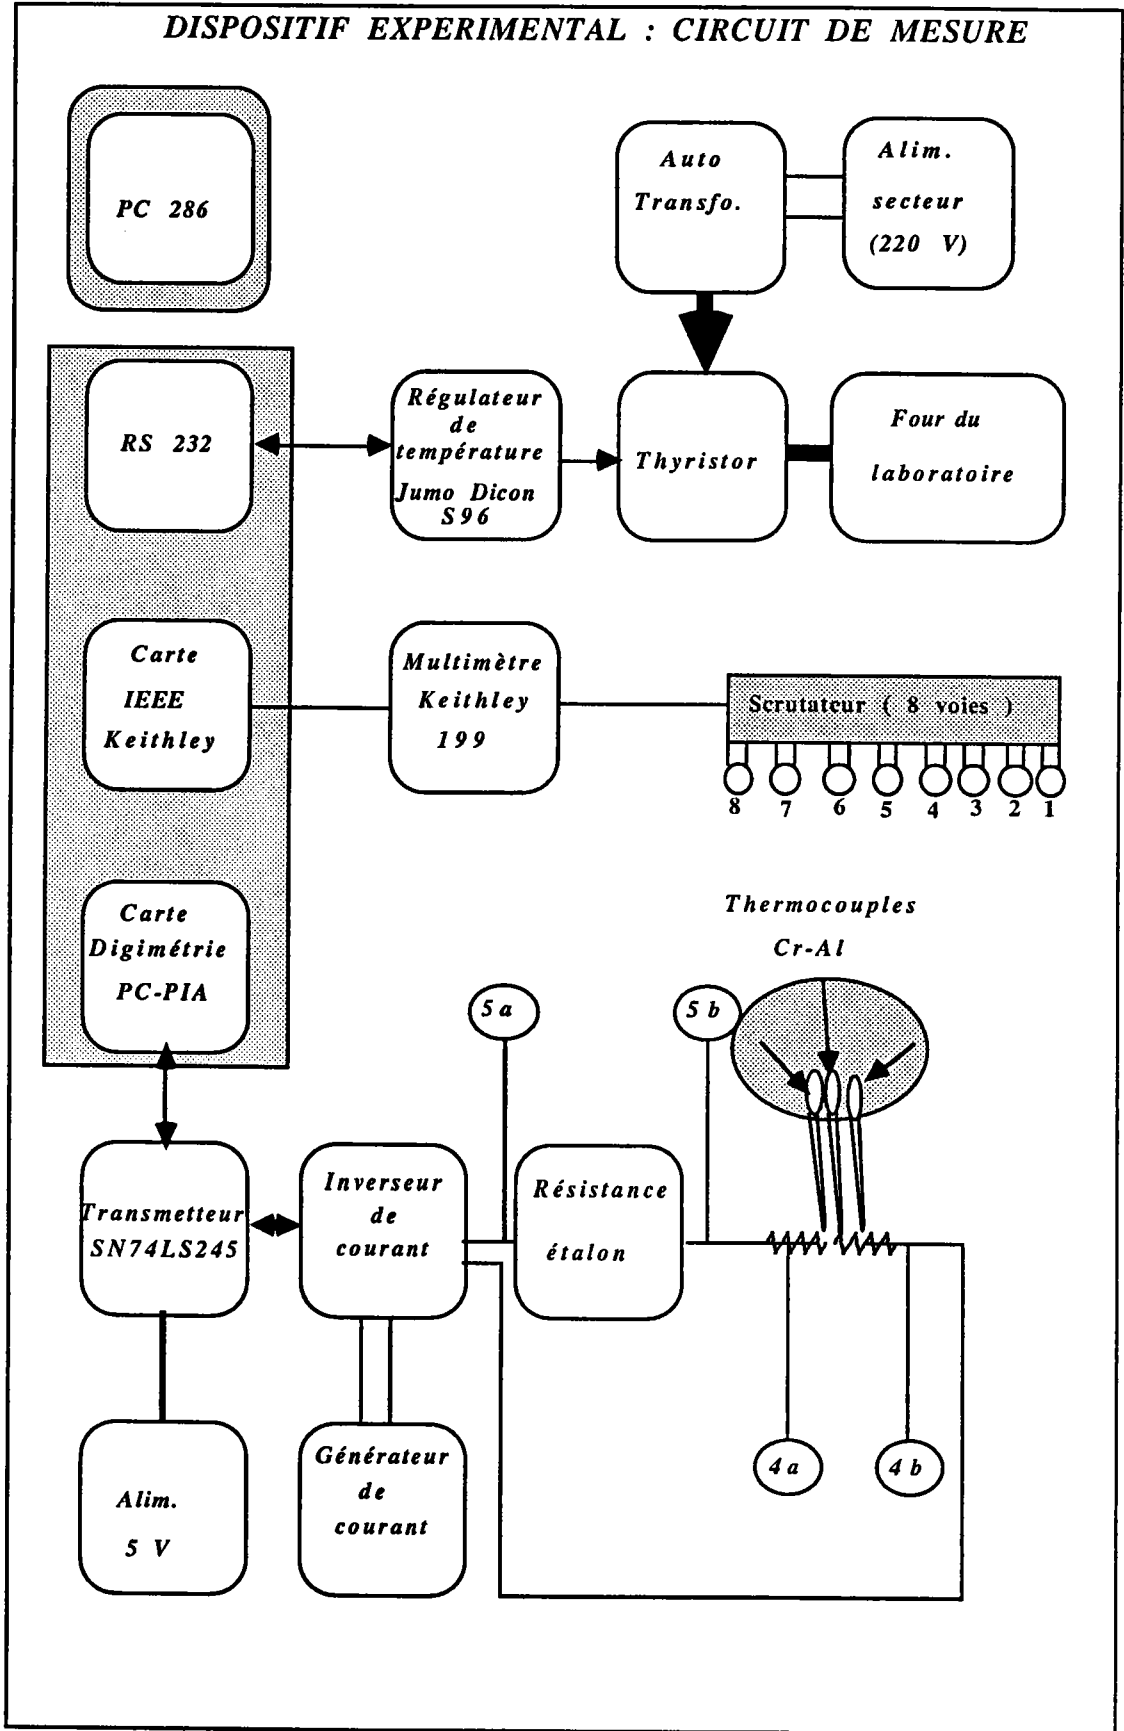 DISPOSITIF EXPERIMENTAL : CIRCUIT DE MESURE
PC 286
Auto
Transfo.
Alim.
secteur
(220 V)
RS 232
Régulateur
de
température
Jumo Dicon
S96
Thyristor
Four du
laboratoire
Carte
IEEE
Keithley
Multimètre
Keithley
199
Scrutateur ( 8 voies )
8 7 6 5 4 3 2 1
Carte
Digimétrie
PC-PIA
Thermocouples
Cr-Al
5a
5b
Transmetteur
SN74LS245
Inverseur
de
courant
Résistance
étalon
4a
4b
Alim.
5 V
Générateur
de
courant